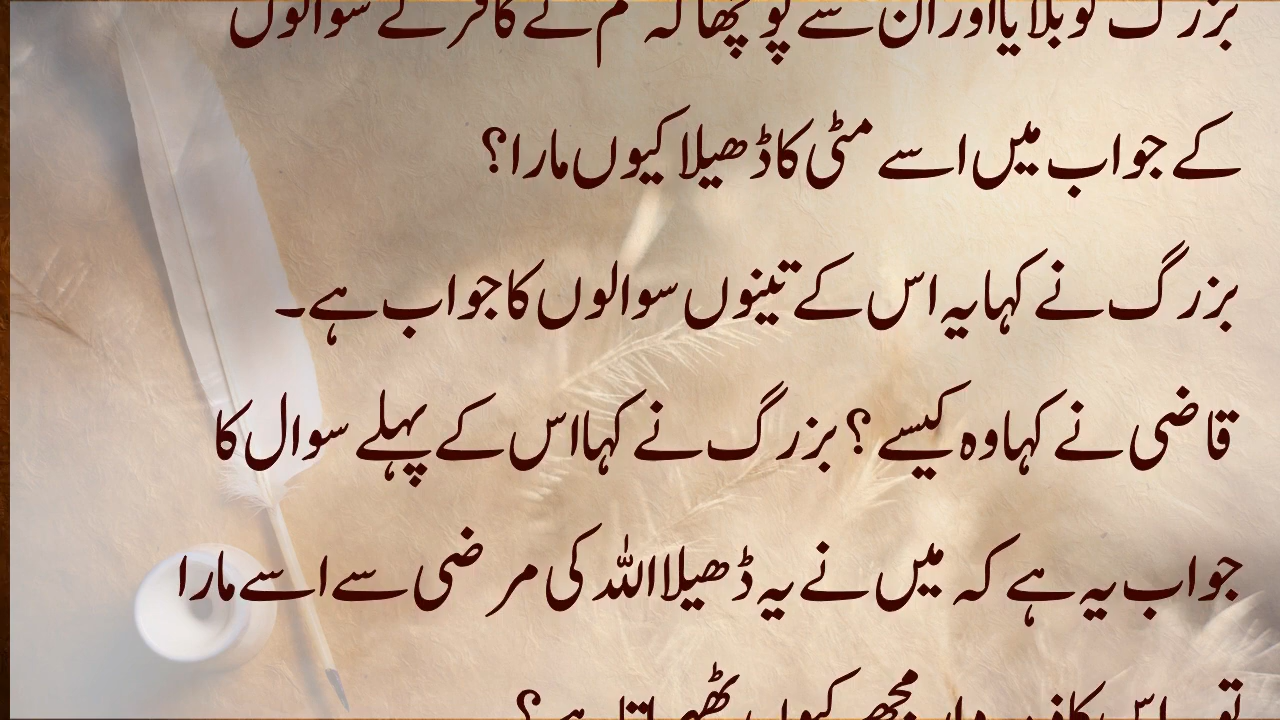 بزرگ کو بلایا اور ان سے پوچھا کہ تم نے کافر کے سوالوں
کے جواب میں اسے مٹی کا ڈھیلا کیوں مارا؟
بزرگ نے کہا یہ اس کے تینوں سوالوں کا جواب ہے۔
قاضی نے کہا وہ کیسے؟ بزرگ نے کہا اس کے پہلے سوال کا
جواب یہ ہے کہ میں نے یہ ڈھیلا اللہ کی مرضی سے اسے مارا
مجھے کیوں